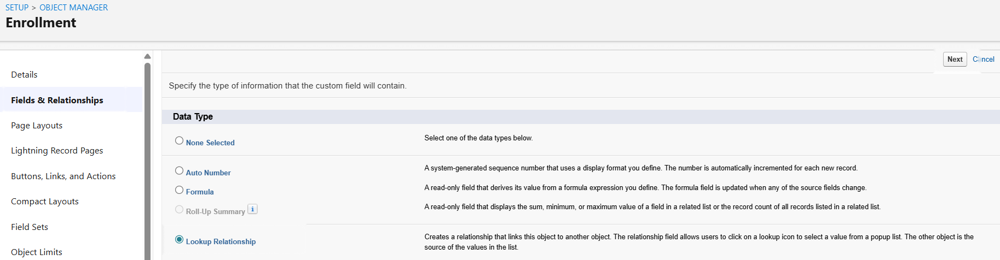 SETUP > OBJECT MANAGER
Enrollment
Next Cancel
Details
Fields & Relationships
Page Layouts
Lightning Record Pages
Buttons, Links, and Actions
Compact Layouts
Field Sets
Object Limits
Specify the type of information that the custom field will contain.
Data Type
None Selected Select one of the data types below.
Auto Number A system-generated sequence number that uses a display format you define. The number is automatically incremented for each new record.
Formula A read-only field that derives its value from a formula expression you define. The formula field is updated when any of the source fields change.
Roll-Up Summary i A read-only field that displays the sum, minimum, or maximum value of a field in a related list or the record count of all records listed in a related list.
Lookup Relationship Creates a relationship that links this object to another object. The relationship field allows users to click on a lookup icon to select a value from a popup list. The other object is the
source of the values in the list.